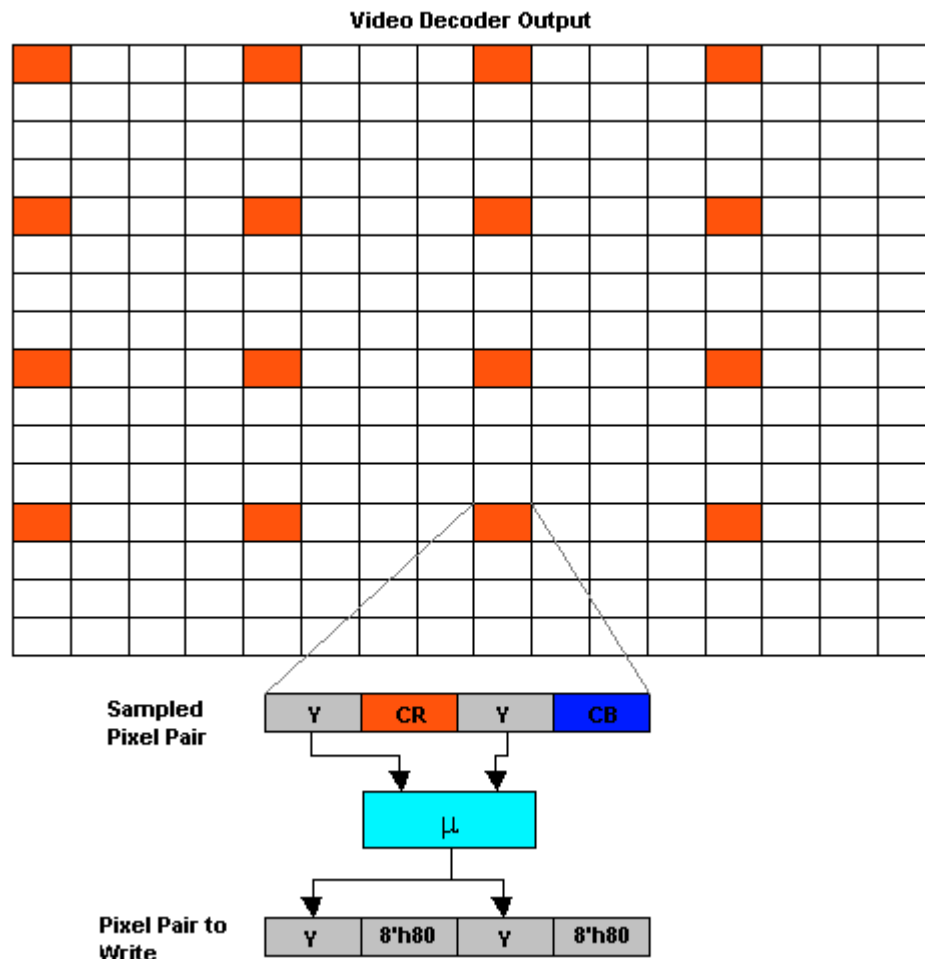 Video Decoder Output
Sampled
Pixel Pair
Y CR Y CB
μ
Pixel Pair to
Write
Y 8'h80 Y 8'h80